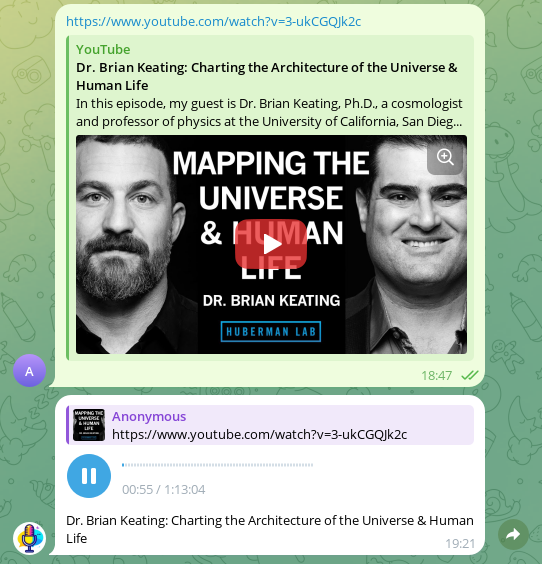 https://www.youtube.com/watch?v=3-ukCGQJk2c
YouTube
Dr. Brian Keating: Charting the Architecture of the Universe &
Human Life
In this episode, my guest is Dr. Brian Keating, Ph.D., a cosmologist
and professor of physics at the University of California, San Dieg...
MAPPING THE
UNIVERSE
& HUMAN
LIFE
DR. BRIAN KEATING
HUBERMAN LAB
A
18:47
MAPPING THE
UNIVERSE
& HUMAN
LIFE
Anonymous
https://www.youtube.com/watch?v=3-ukCGQJk2c
00:55 / 1:13:04
Dr. Brian Keating: Charting the Architecture of the Universe & Human
Life
19:21